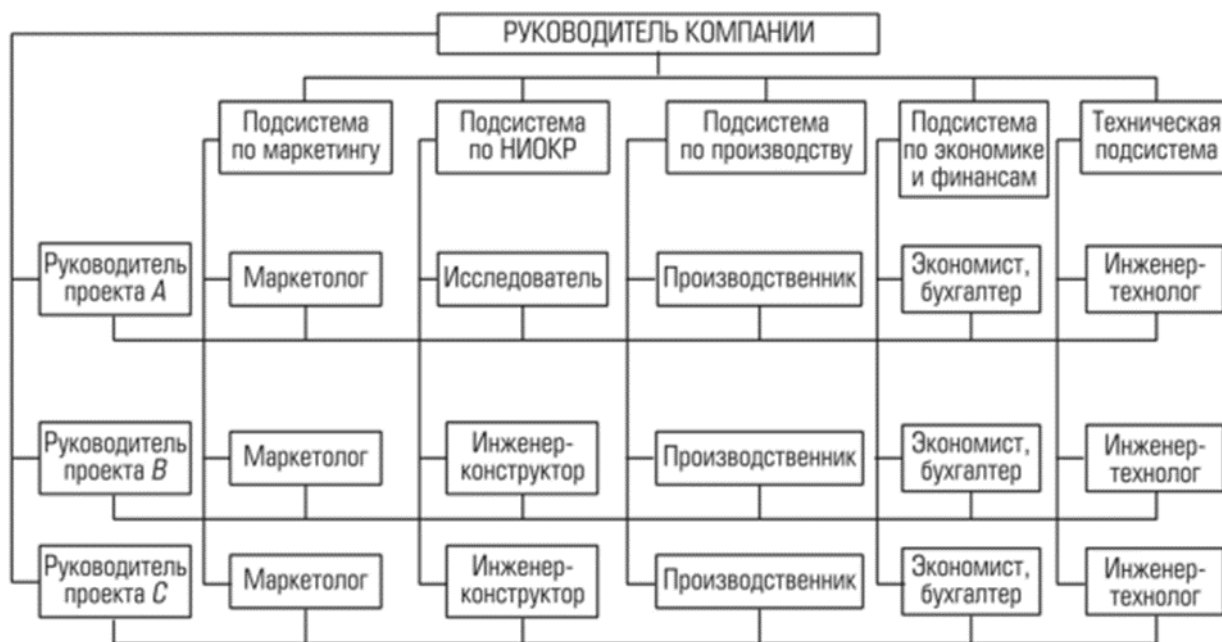 РУКОВОДИТЕЛЬ КОМПАНИИ
Подсистема
по маркетингу
Подсистема
по НИОКР
Подсистема
по производству
Подсистема
по экономике
и финансам
Техническая
подсистема
Руководитель
проекта A
Маркетолог
Исследователь
Производственник
Экономист,
бухгалтер
Инженер-
технолог
Руководитель
проекта B
Маркетолог
Инженер-
конструктор
Производственник
Экономист,
бухгалтер
Инженер-
технолог
Руководитель
проекта C
Маркетолог
Инженер-
конструктор
Производственник
Экономист,
бухгалтер
Инженер-
технолог